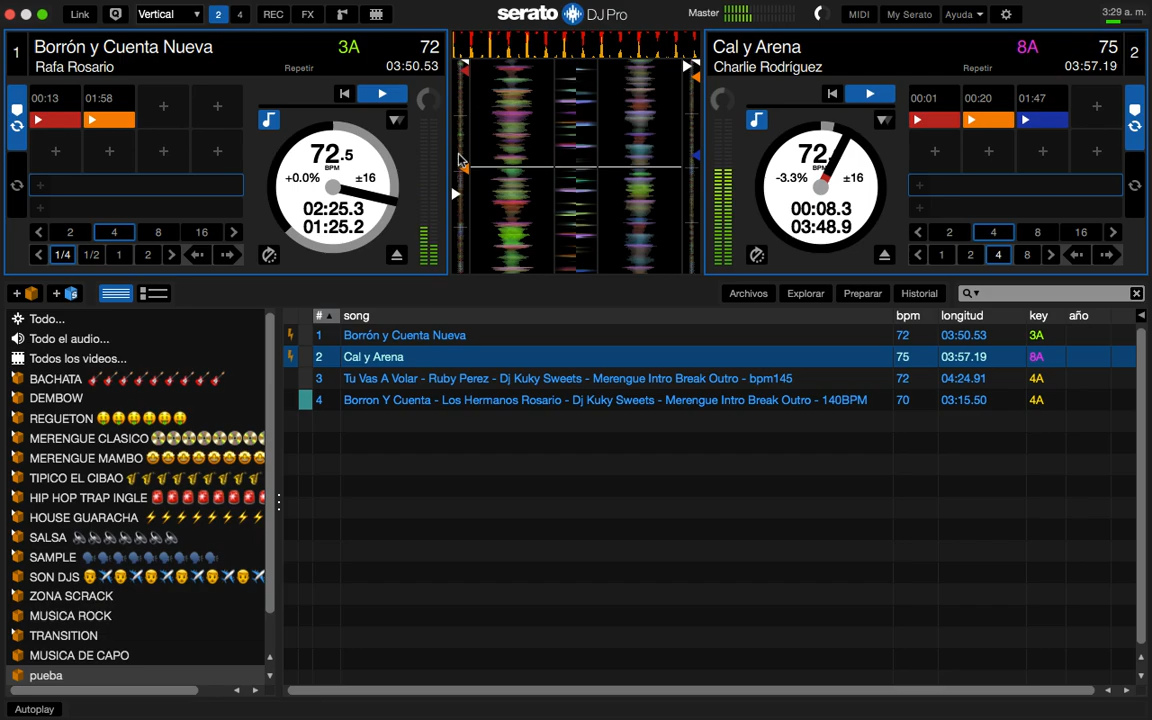 Link Vertical 2 4 REC FX serato DJ Pro Master MIDI My Serato Ayuda 3:29 a. m.
1 Borrón y Cuenta Nueva 3A 72
Rafa Rosario Repetir 03:50.53
00:13 01:58
72.5
BPM
+0.0% ±16
02:25.3
01:25.2
2 4 8 16
1/4 1/2 1 2
Cal y Arena 8A 75 2
Charlie Rodríguez Repetir 03:57.19
00:01 00:20 01:47
72.
BPM
-3.3% ±16
00:08.3
03:48.9
2 4 8 16
1 2 4 8
Archivos Explorar Preparar Historial
# song bpm longitud key año
1 Borrón y Cuenta Nueva 72 03:50.53 3A
2 Cal y Arena 75 03:57.19 8A
3 Tu Vas A Volar - Ruby Perez - Dj Kuky Sweets - Merengue Intro Break Outro - bpm145 72 04:24.91 4A
4 Borron Y Cuenta - Los Hermanos Rosario - Dj Kuky Sweets - Merengue Intro Break Outro - 140BPM 70 03:15.50 4A
Todo...
Todo el audio...
Todos los videos...
BACHATA
DEMBOW
REGUETON
MERENGUE CLASICO
MERENGUE MAMBO
TIPICO EL CIBAO
HIP HOP TRAP INGLE
HOUSE GUARACHA
SALSA
SAMPLE
SON DJS
ZONA SCRACK
MUSICA ROCK
TRANSITION
MUSICA DE CAPO
pueba
Autoplay